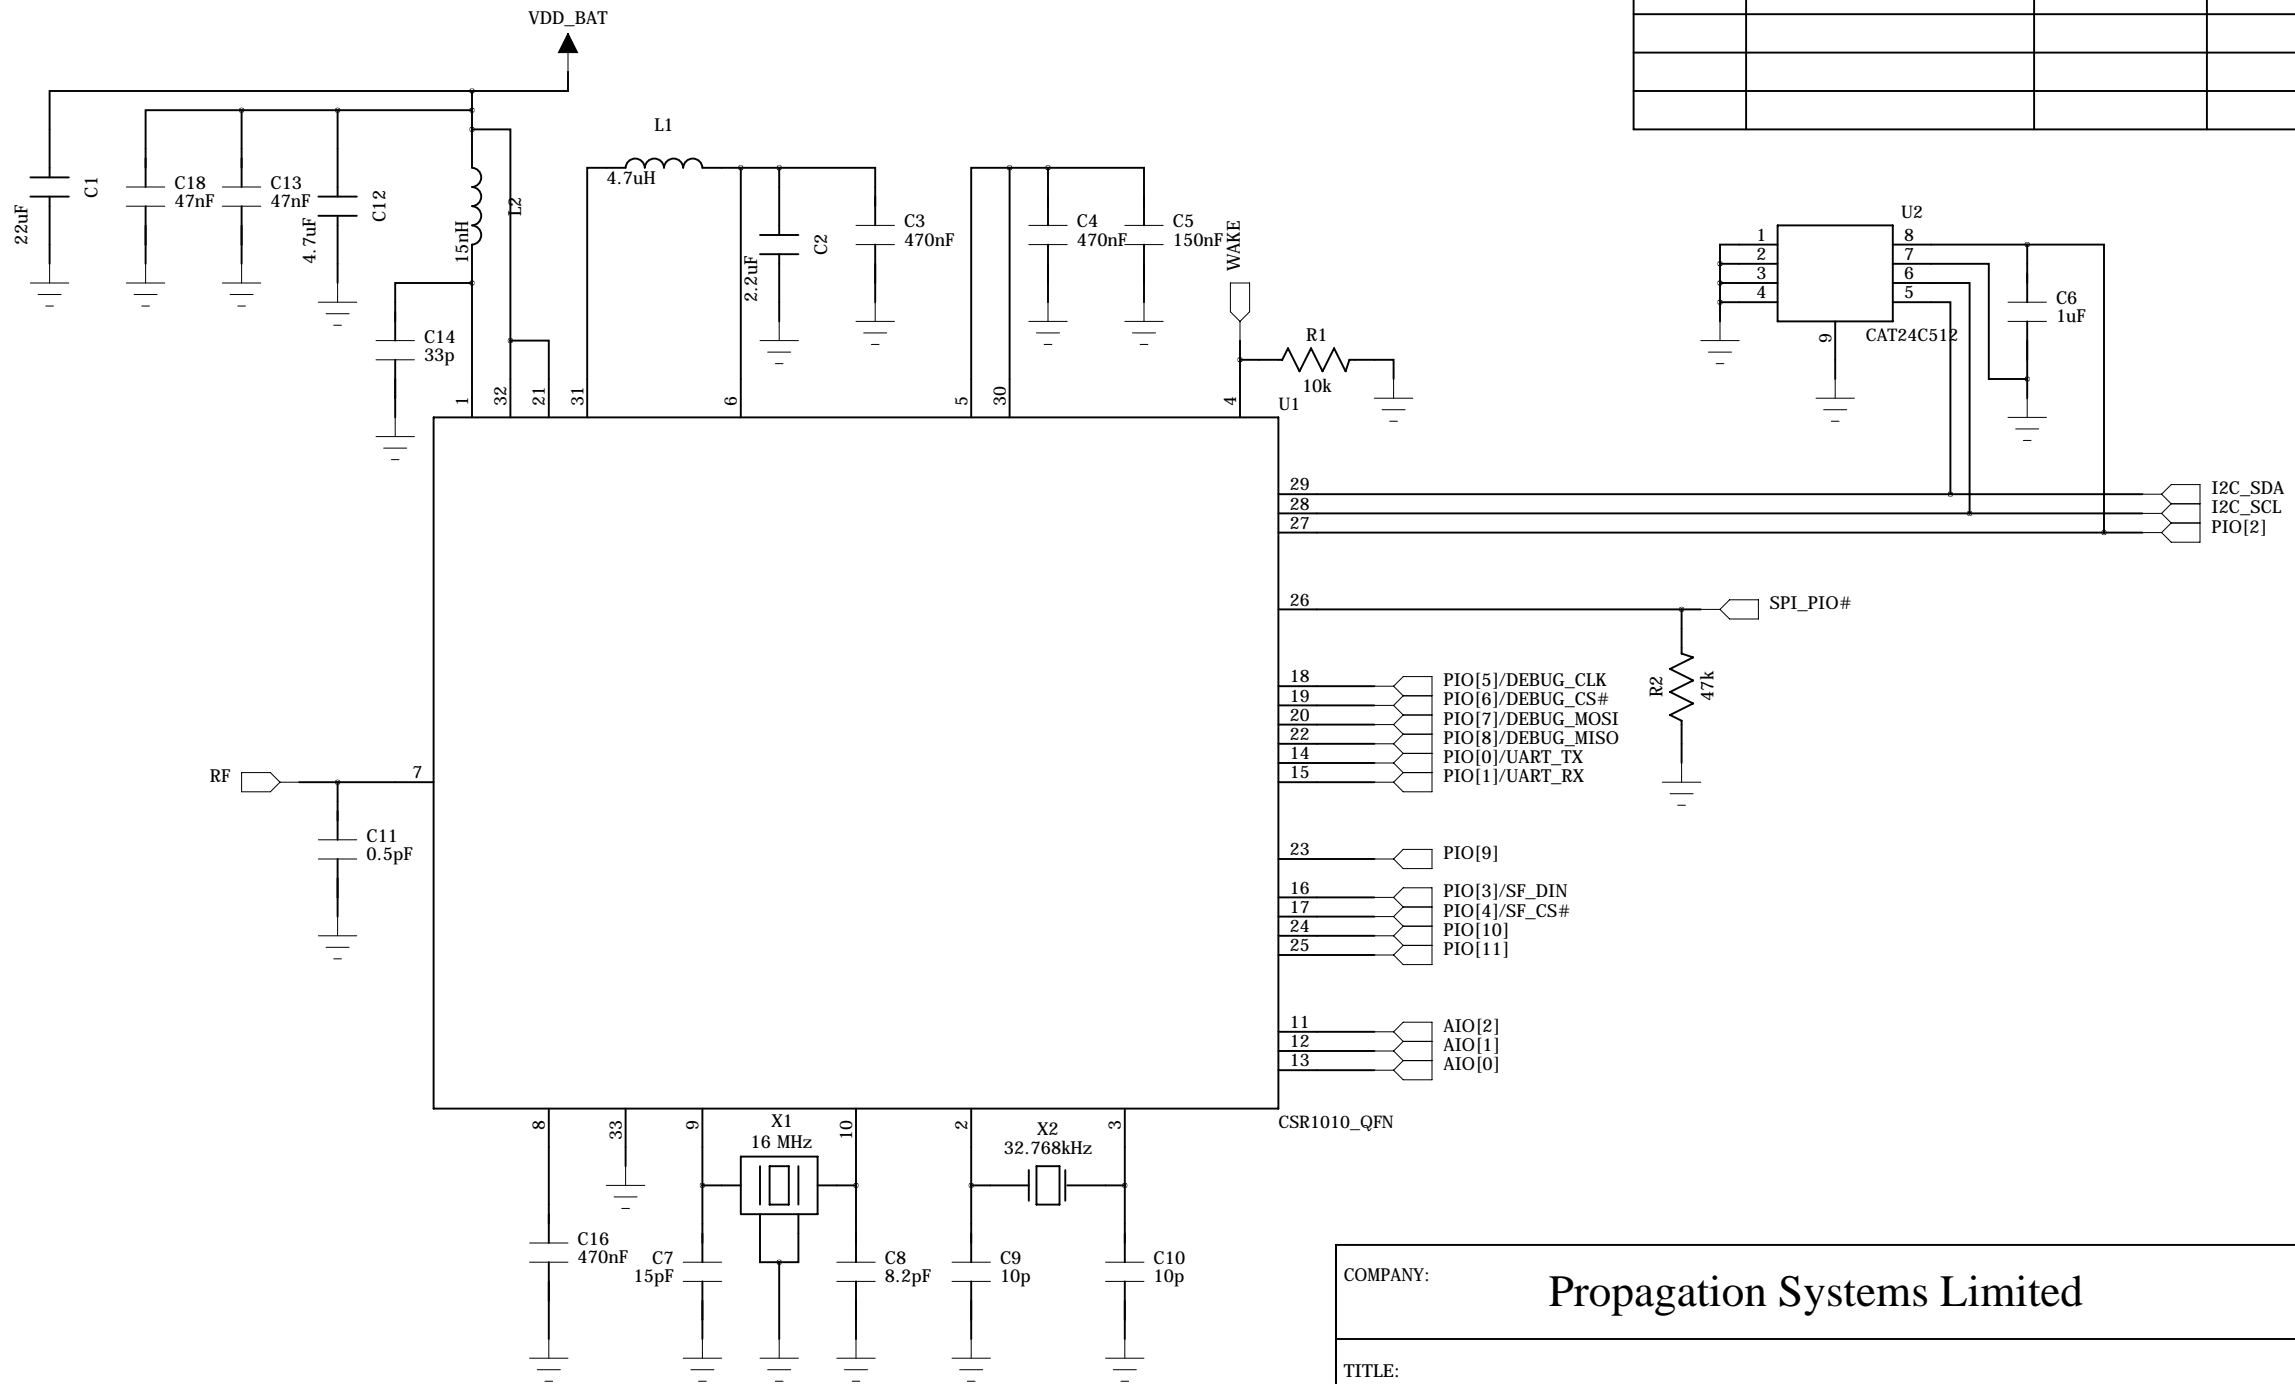 VDD_BAT
L1
4.7uH
C1
22uF
C18
47nF
C13
47nF
C12
4.7uF
L2
15nH
C14
33p
C2
2.2uF
C3
470nF
C4
470nF
C5
150nF
WAKE
R1
10k
U2
1
2
3
4
8
7
6
5
9
CAT24C512
C6
1uF
1
32
21
31
6
5
30
4
U1
29
I2C_SDA
28
I2C_SCL
27
PIO[2]
26
SPI_PIO#
R2
47k
18
PIO[5]/DEBUG_CLK
19
PIO[6]/DEBUG_CS#
20
PIO[7]/DEBUG_MOSI
22
PIO[8]/DEBUG_MISO
14
PIO[0]/UART_TX
15
PIO[1]/UART_RX
RF
7
C11
0.5pF
23
PIO[9]
16
PIO[3]/SF_DIN
17
PIO[4]/SF_CS#
24
PIO[10]
25
PIO[11]
11
AIO[2]
12
AIO[1]
13
AIO[0]
CSR1010_QFN
8
33
9
X1
16 MHz
10
2
X2
32.768kHz
3
C16
470nF
C7
15pF
C8
8.2pF
C9
10p
C10
10p
COMPANY:
Propagation Systems Limited
TITLE: